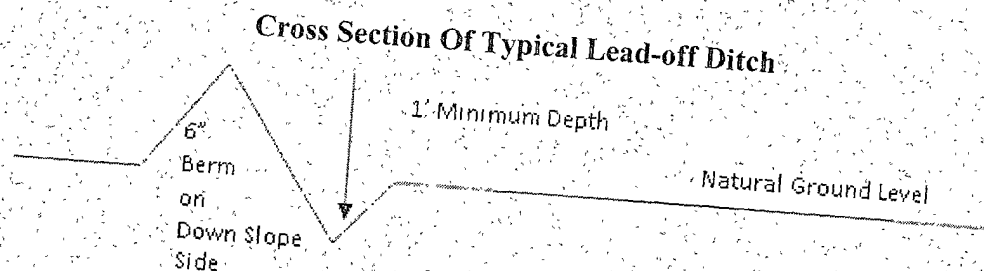 Cross Section Of Typical Lead-off Ditch
1' Minimum Depth
6"
Berm
on
Down Slope
Side
Natural Ground Level